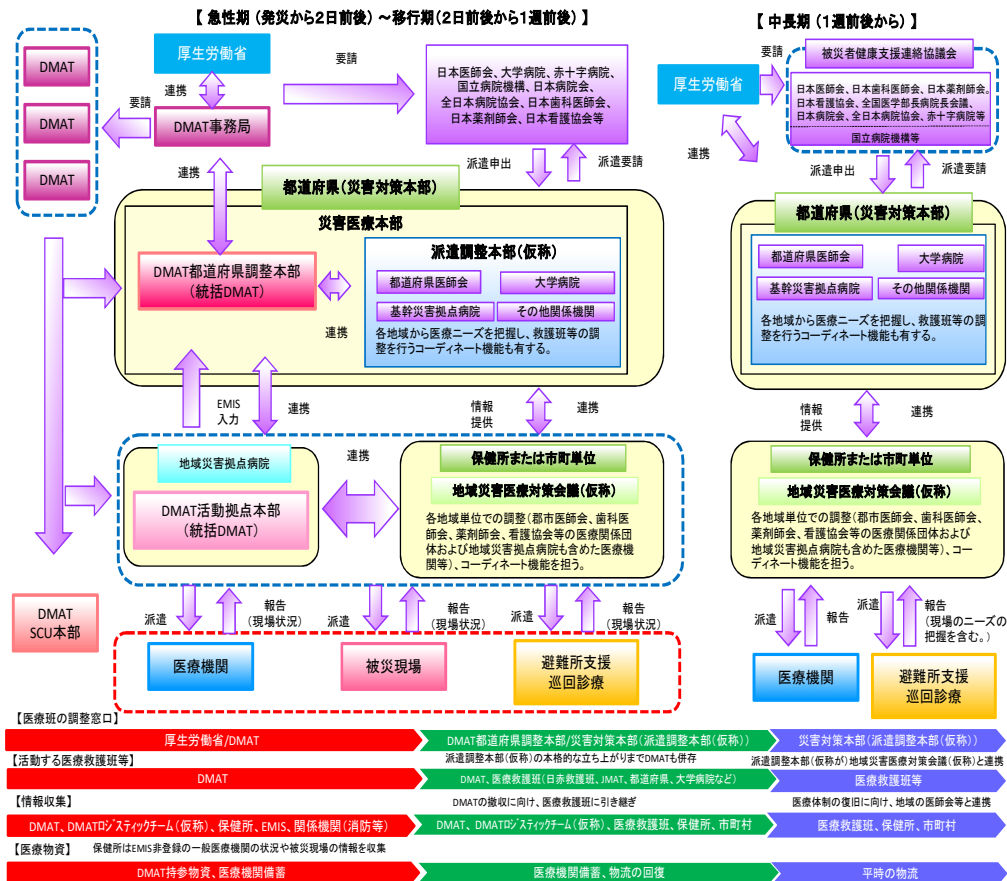 【 急性期 (発災から2日前後) ～移行期(2日前後から1週前後) 】
DMAT
DMAT
DMAT
要請
厚生労働省
連携
DMAT事務局
要請
日本医師会、大学病院、赤十字病院、
国立病院機構、日本病院会、
全日本病院協会、日本歯科医師会、
日本薬剤師会、日本看護協会等
連携
派遣申出
派遣要請
都道府県(災害対策本部)
災害医療本部
DMAT都道府県調整本部
(統括DMAT)
連携
派遣調整本部(仮称)
都道府県医師会
大学病院
基幹災害拠点病院
その他関係機関
各地域から医療ニーズを把握し、救護班等の調
整を行うコーディネート機能も有する。
EMIS
入力
連携
情報
提供
連携
地域災害拠点病院
DMAT活動拠点本部
(統括DMAT)
連携
保健所または市町単位
地域災害医療対策会議(仮称)
各地域単位での調整(郡市医師会、歯科医
師会、薬剤師会、看護協会等の医療関係団
体および地域災害拠点病院も含めた医療機
関等)、コーディネート機能を担う。
DMAT
SCU本部
派遣
報告
(現場状況)
派遣
報告
(現場状況)
派遣
報告
(現場状況)
医療機関
被災現場
避難所支援
巡回診療
【 中長期 (1週前後から) 】
厚生労働省
要請
連携
被災者健康支援連絡協議会
日本医師会、日本歯科医師会、日本薬剤師会。
日本看護協会、全国医学部長病院長会議、
日本病院会、全日本病院協会、赤十字病院等
国立病院機構等
派遣申出
派遣要請
都道府県(災害対策本部)
都道府県医師会
大学病院
基幹災害拠点病院
その他関係機関
各地域から医療ニーズを把握し、救護班等の調
整を行うコーディネート機能も有する。
情報
提供
連携
保健所または市町単位
地域災害医療対策会議(仮称)
各地域単位での調整(郡市医師会、歯科医師会、
薬剤師会、看護協会等の医療関係団体および
地域災害拠点病院も含めた医療機関等)、コー
ディネート機能を担う。
派遣
報告
派遣
報告
(現場のニーズの
把握を含む。)
医療機関
避難所支援
巡回診療
【医療班の調整窓口】
厚生労働省/DMAT
DMAT都道府県調整本部/災害対策本部(派遣調整本部(仮称))
災害対策本部(派遣調整本部(仮称))
【活動する医療救護班等】
派遣調整本部(仮称)の本格的な立ち上がりまでDMATも併存
派遣調整本部(仮称が)地域災害医療対策会議(仮称)と連携
DMAT
DMAT、医療救護班(日赤救護班、JMAT、都道府県、大学病院など)
医療救護班等
【情報収集】
DMATの撤収に向け、医療救護班に引き継ぎ
医療体制の復旧に向け、地域の医師会等と連携
DMAT、DMATロジスティックチーム(仮称)、保健所、EMIS、関係機関(消防等)
DMAT、DMATロジスティックチーム(仮称)、医療救護班、保健所、市町村
医療救護班、保健所、市町村
【医療物資】
保健所はEMIS非登録の一般医療機関の状況や被災現場の情報を収集
DMAT持参物資、医療機関備蓄
医療機関備蓄、物流の回復
平時の物流